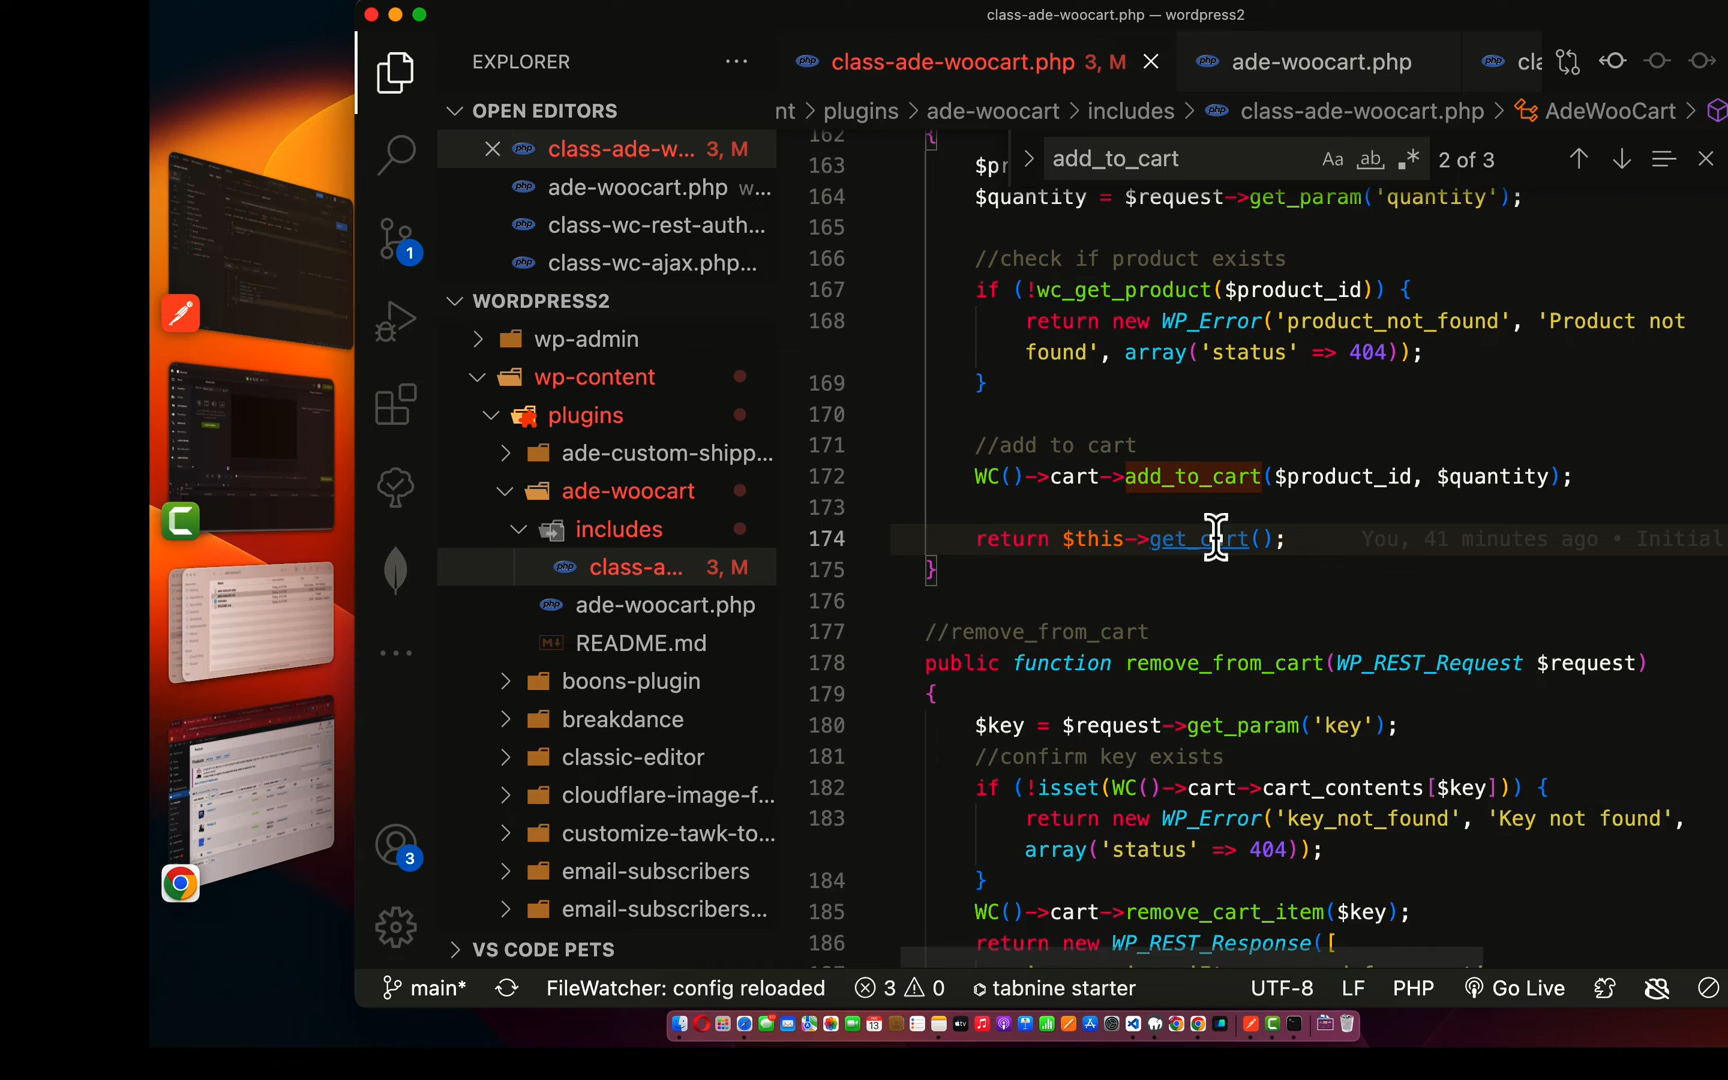 class-ade-woocart.php — wordpress2
EXPLORER
class-ade-woocart.php 3, M
ade-woocart.php
OPEN EDITORS
nt > plugins > ade-woocart > includes > class-ade-woocart.php > AdeWooCart >
class-ade-w... 3, M
ade-woocart.php w...
class-wc-rest-auth...
class-wc-ajax.php...
WORDPRESS2
wp-admin
wp-content
plugins
ade-custom-shipp...
ade-woocart
includes
class-a... 3, M
ade-woocart.php
README.md
boons-plugin
breakdance
classic-editor
cloudflare-image-f...
customize-tawk-to...
email-subscribers
email-subscribers...
VS CODE PETS
add_to_cart
Aa ab 2 of 3
162 {
163 $pr
164 $quantity = $request->get_param('quantity');
165
166 //check if product exists
167 if (!wc_get_product($product_id)) {
168 return new WP_Error('product_not_found', 'Product not
found', array('status' => 404));
169 }
170
171 //add to cart
172 WC()->cart->add_to_cart($product_id, $quantity);
173
174 return $this->get_cart(); You, 41 minutes ago • Initial
175 }
176
177 //remove_from_cart
178 public function remove_from_cart(WP_REST_Request $request)
179 {
180 $key = $request->get_param('key');
181 //confirm key exists
182 if (!isset(WC()->cart->cart_contents[$key])) {
183 return new WP_Error('key_not_found', 'Key not found',
array('status' => 404));
184 }
185 WC()->cart->remove_cart_item($key);
186 return new WP_REST_Response([
1
3
main*
FileWatcher: config reloaded
3 0
tabnine starter
UTF-8
LF
PHP
Go Live